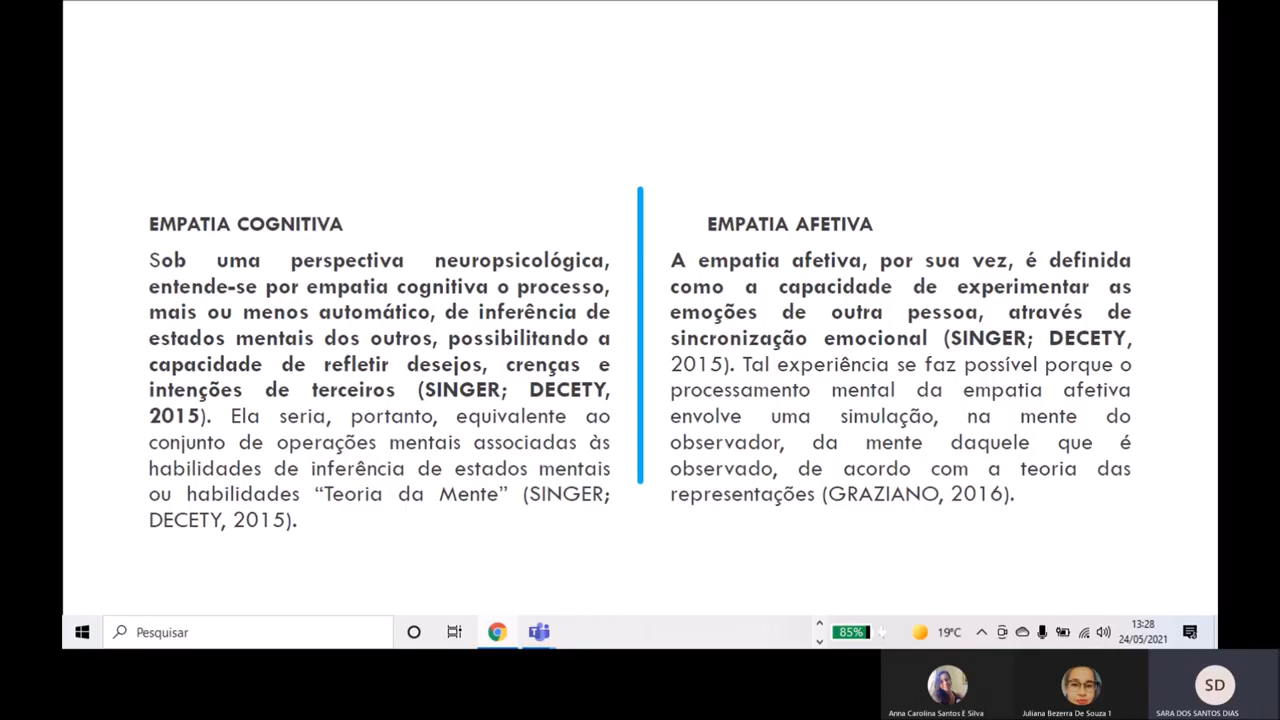 EMPATIA COGNITIVA
Sob uma perspectiva neuropsicológica,
entende-se por empatia cognitiva o processo,
mais ou menos automático, de inferência de
estados mentais dos outros, possibilitando a
capacidade de refletir desejos, crenças e
intenções de terceiros (SINGER; DECETY,
2015). Ela seria, portanto, equivalente ao
conjunto de operações mentais associadas às
habilidades de inferência de estados mentais
ou habilidades “Teoria da Mente” (SINGER;
DECETY, 2015).
EMPATIA AFETIVA
A empatia afetiva, por sua vez, é definida
como a capacidade de experimentar as
emoções de outra pessoa, através de
sincronização emocional (SINGER; DECETY,
2015). Tal experiência se faz possível porque o
processamento mental da empatia afetiva
envolve uma simulação, na mente do
observador, da mente daquele que é
observado, de acordo com a teoria das
representações (GRAZIANO, 2016).
Pesquisar
85%
19°C
13:28
24/05/2021
Anna Carolina Santos E Silva
Juliana Bezerra De Souza 1
SD
SARA DOS SANTOS DIAS